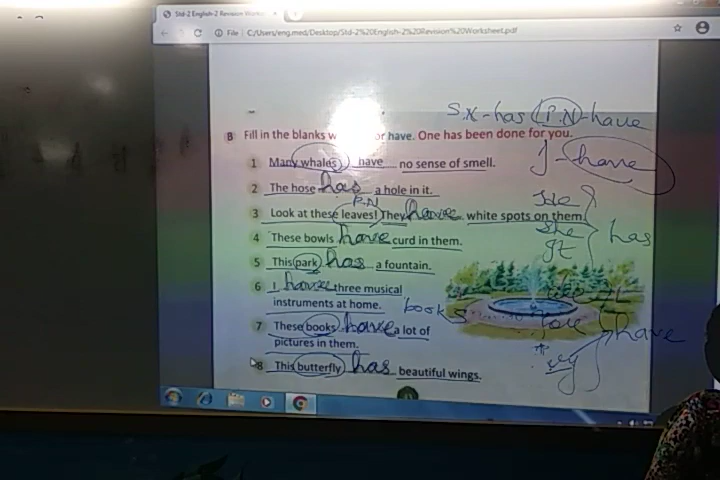 Std-2 English-2 Revision Works
File C:/Users/eng.med/Desktop/Std-2%20English-2%20Revision%20Worksheet.pdf
S.N-has P.N-have
B Fill in the blanks w or have. One has been done for you.
I - have
1 Many whales have no sense of smell.
2 The hose has a hole in it.
P.N
3 Look at these leaves! They have white spots on them.
She
It has
4 These bowls have curd in them.
5 This park has a fountain.
6 I have three musical
instruments at home.
books
7 These books have a lot of
pictures in them.
you have
8 This butterfly has beautiful wings.